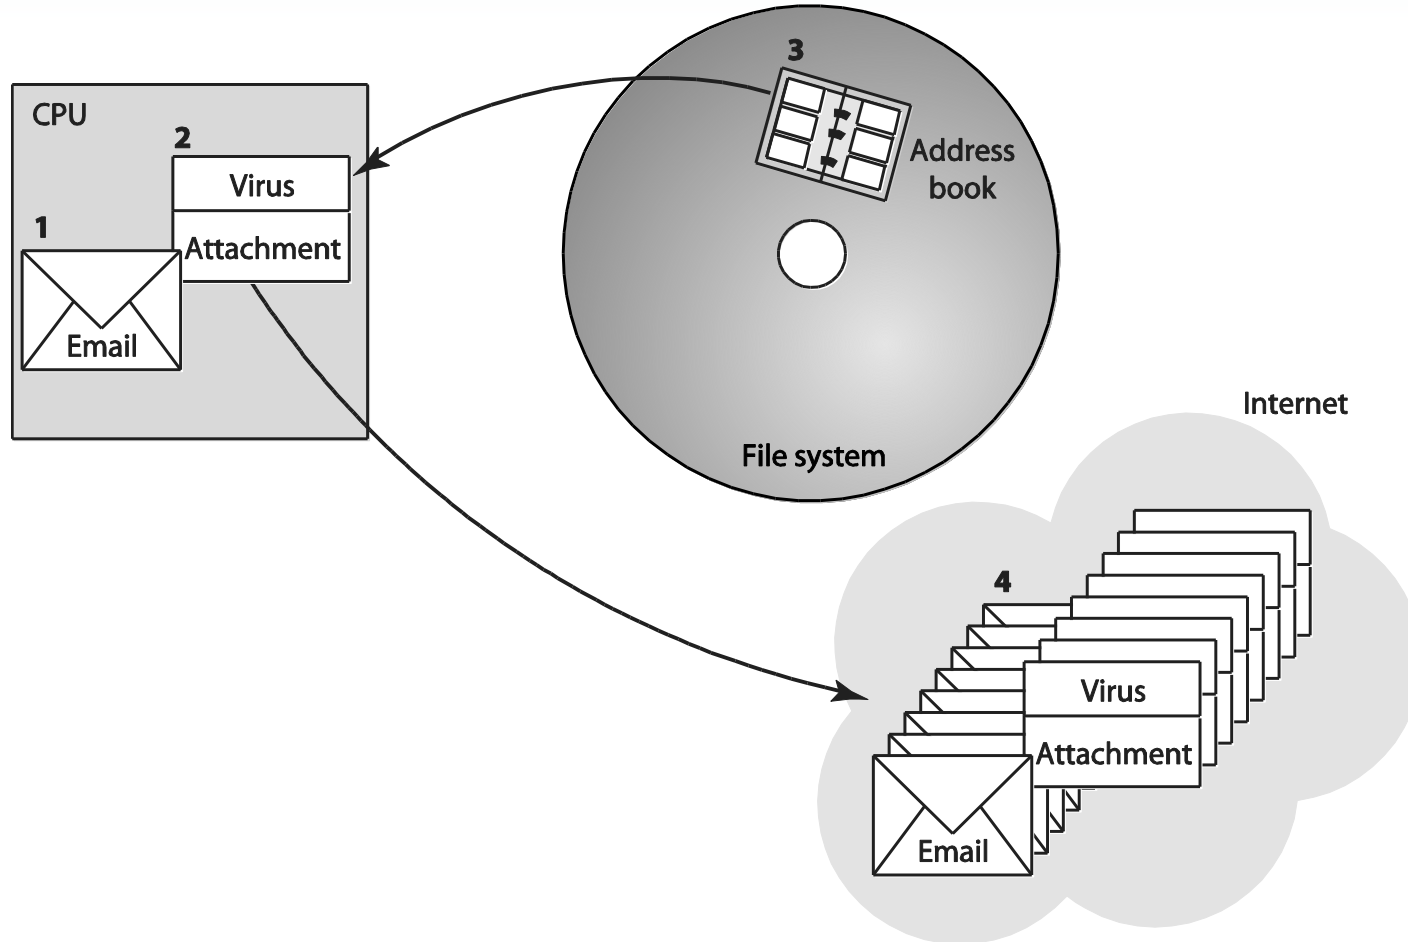 CPU
2
Virus
1
Attachment
Email
3
Address
book
File system
Internet
4
Virus
Attachment
Email